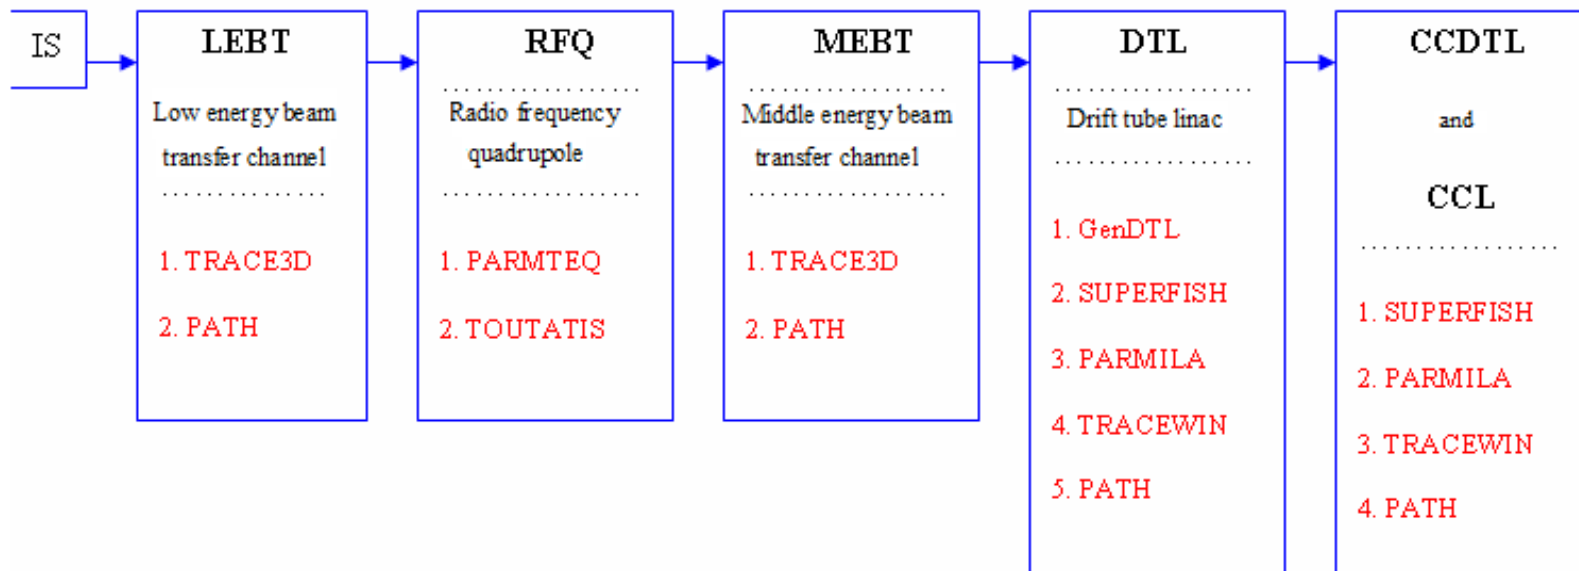 IS
LEBT
Low energy beam
transfer channel
……………
1. TRACE3D
2. PATH
RFQ
………………
Radio frequency
quadrupole
………………
1. PARMTEQ
2. TOUTATIS
MEBT
………………
Middle energy beam
transfer channel
………………
1. TRACE3D
2. PATH
DTL
………………
Drift tube linac
………………
1. GenDTL
2. SUPERFISH
3. PARMILA
4. TRACEWIN
5. PATH
CCDTL
and
CCL
………………
1. SUPERFISH
2. PARMILA
3. TRACEWIN
4. PATH